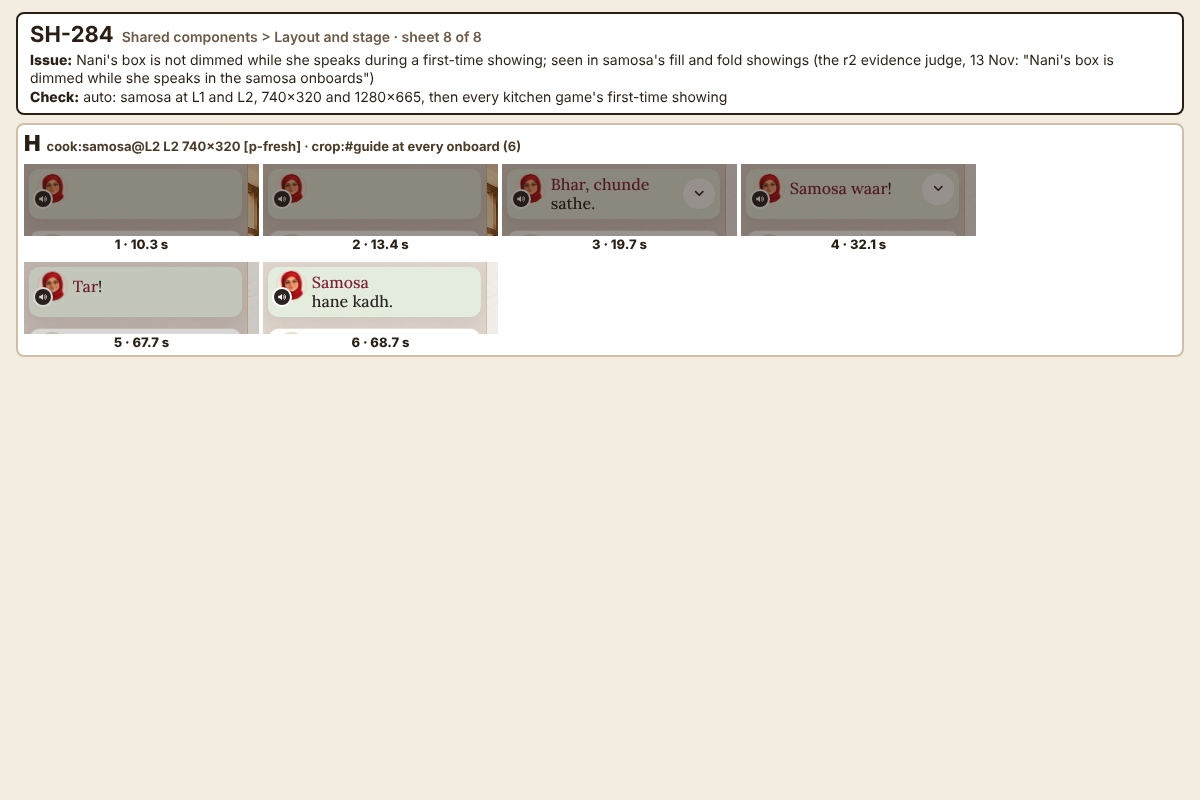 SH-284 Shared components > Layout and stage · sheet 8 of 8
Issue: Nani's box is not dimmed while she speaks during a first-time showing; seen in samosa's fill and fold showings (the r2 evidence judge, 13 Nov: "Nani's box is
dimmed while she speaks in the samosa onboards")
Check: auto: samosa at L1 and L2, 740×320 and 1280×665, then every kitchen game's first-time showing
H cook:samosa@L2 L2 740×320 [p-fresh] · crop:#guide at every onboard (6)
Bhar, chunde
sathe.
Samosa waar!
1 · 10.3 s
2 · 13.4 s
3 · 19.7 s
4 · 32.1 s
Tar!
Samosa
hane kadh.
5 · 67.7 s
6 · 68.7 s